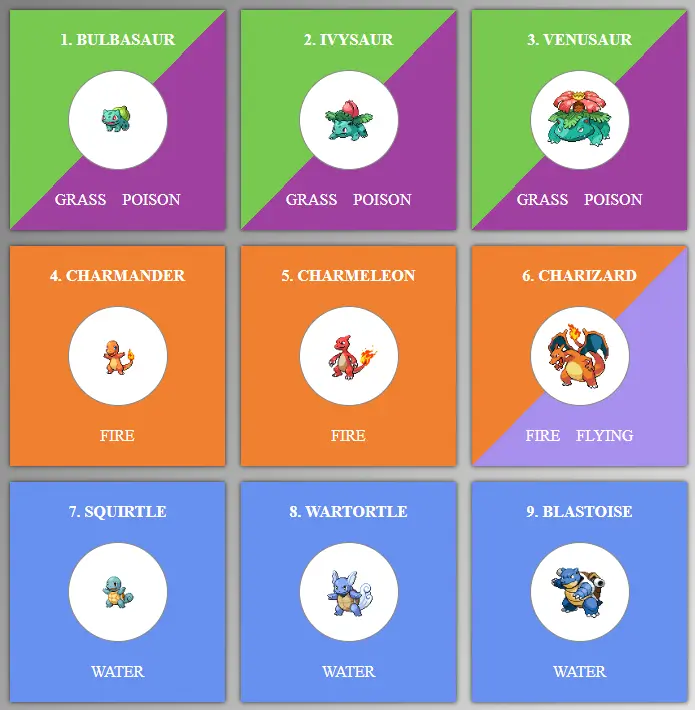 1. BULBASAUR
GRASS POISON
2. IVYSAUR
GRASS POISON
3. VENUSAUR
GRASS POISON
4. CHARMANDER
FIRE
5. CHARMELEON
FIRE
6. CHARIZARD
FIRE FLYING
7. SQUIRTLE
WATER
8. WARTORTLE
WATER
9. BLASTOISE
WATER